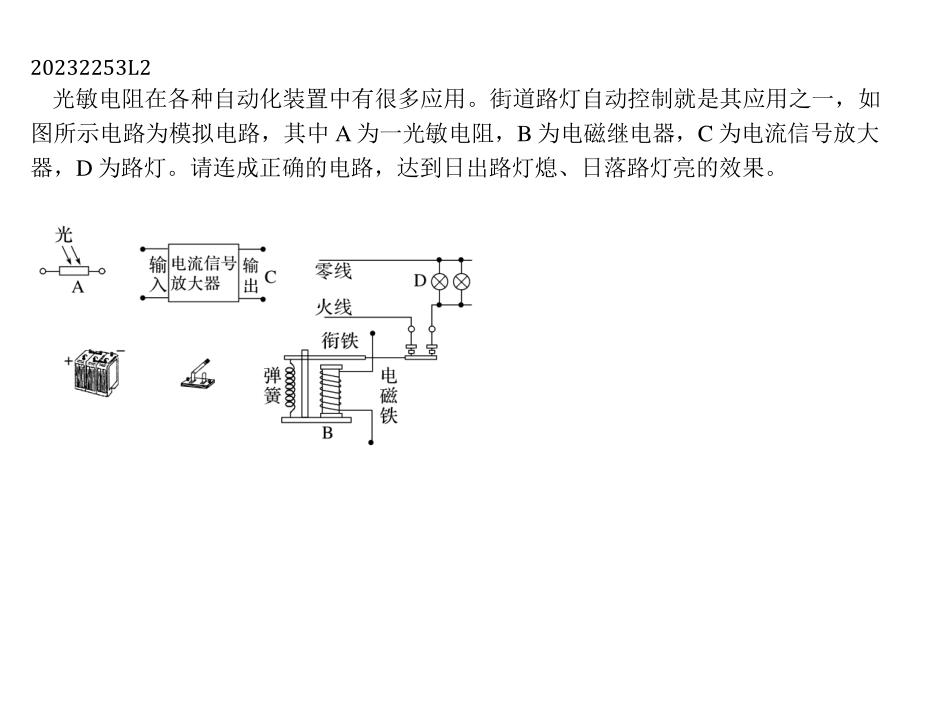 20232253L2
光敏电阻在各种自动化装置中有很多应用。街道路灯自动控制就是其应用之一，如
图所示电路为模拟电路，其中 A 为一光敏电阻，B 为电磁继电器，C 为电流信号放大
器，D 为路灯。请连成正确的电路，达到日出路灯熄、日落路灯亮的效果。
光
A
输入
电流信号
放大器
输出
C
零线
D
火线
衔铁
+
−
弹簧
电磁铁
B